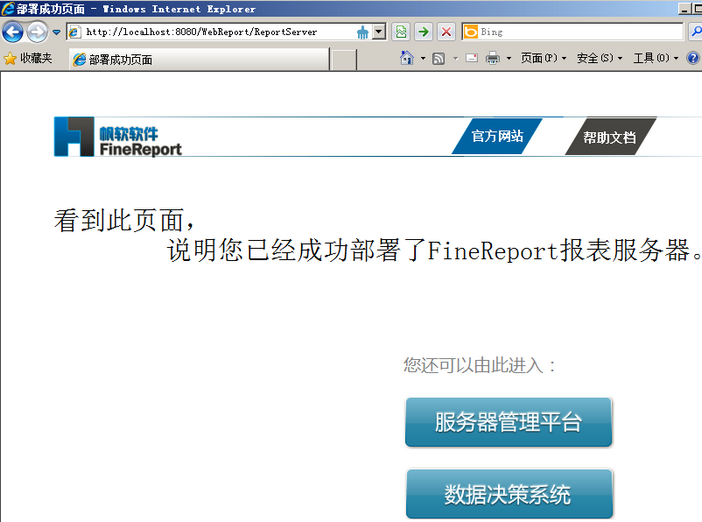 部署成功页面 - Windows Internet Explorer
http://localhost:8080/WebReport/ReportServer
Bing
收藏夹
部署成功页面
页面(P)
安全(S)
工具(O)
帆软软件
FineReport
官方网站
帮助文档
看到此页面，
说明您已经成功部署了FineReport报表服务器。
您还可以由此进入：
服务器管理平台
数据决策系统